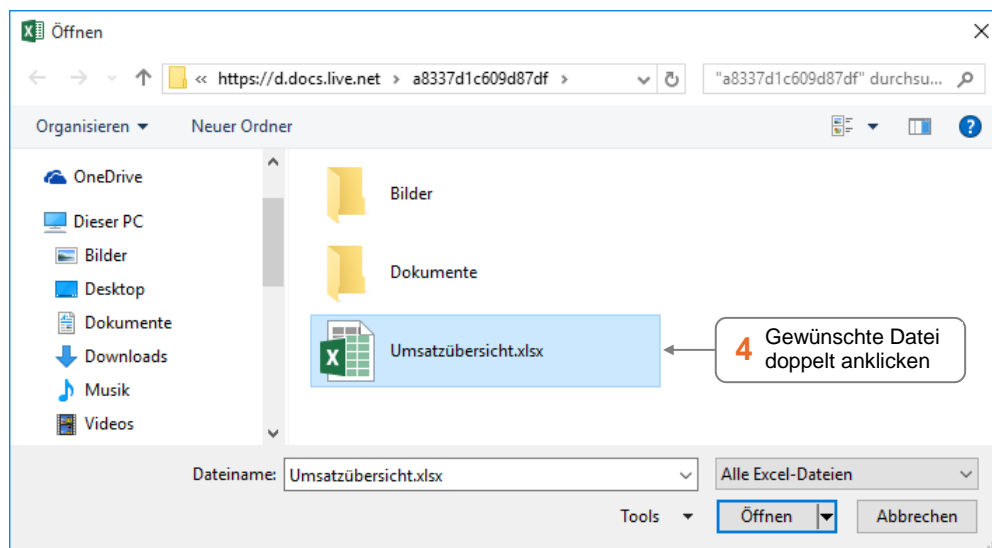 Öffnen
« https://d.docs.live.net › a8337d1c609d87df ›
"a8337d1c609d87df" durchsu...
Organisieren
Neuer Ordner
?
OneDrive
Dieser PC
Bilder
Desktop
Dokumente
Downloads
Musik
Videos
Bilder
Dokumente
Umsatzübersicht.xlsx
4 Gewünschte Datei
doppelt anklicken
Dateiname: Umsatzübersicht.xlsx
Alle Excel-Dateien
Tools
Öffnen
Abbrechen